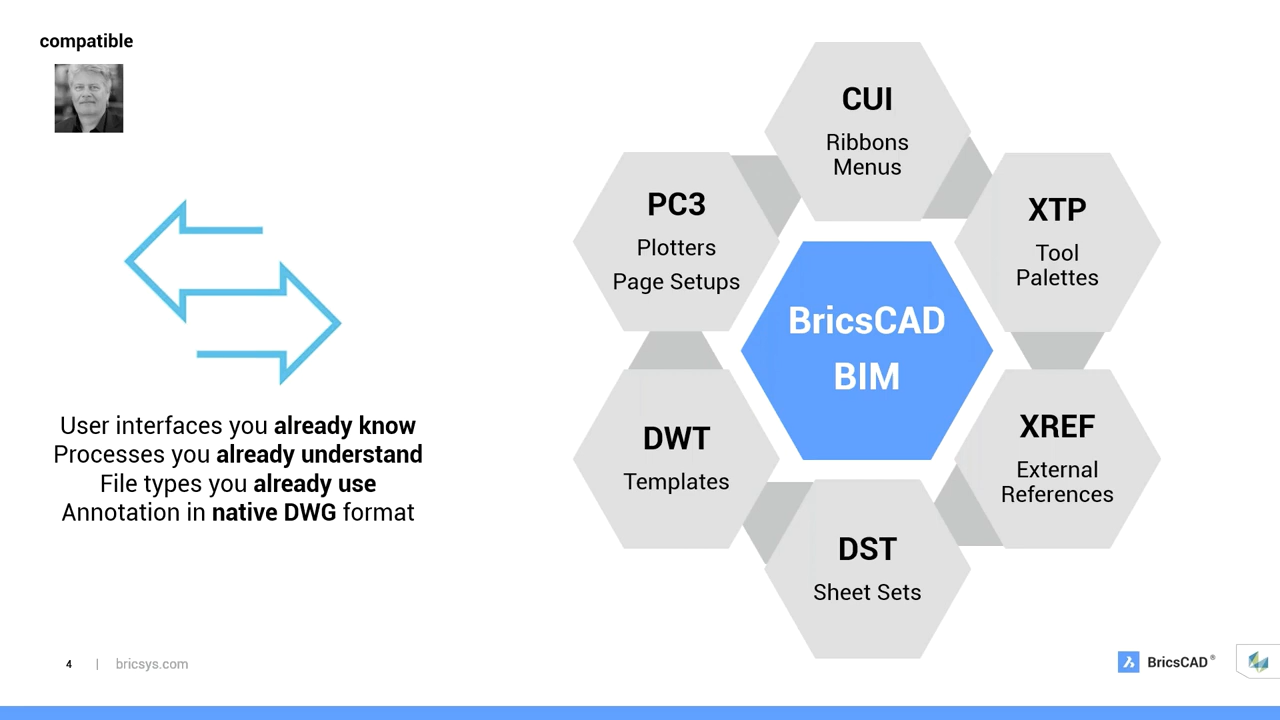 compatible
User interfaces you already know
Processes you already understand
File types you already use
Annotation in native DWG format
CUI
Ribbons
Menus
PC3
Plotters
Page Setups
XTP
Tool
Palettes
BricsCAD
BIM
DWT
Templates
XREF
External
References
DST
Sheet Sets
4 | bricsys.com
BricsCAD®